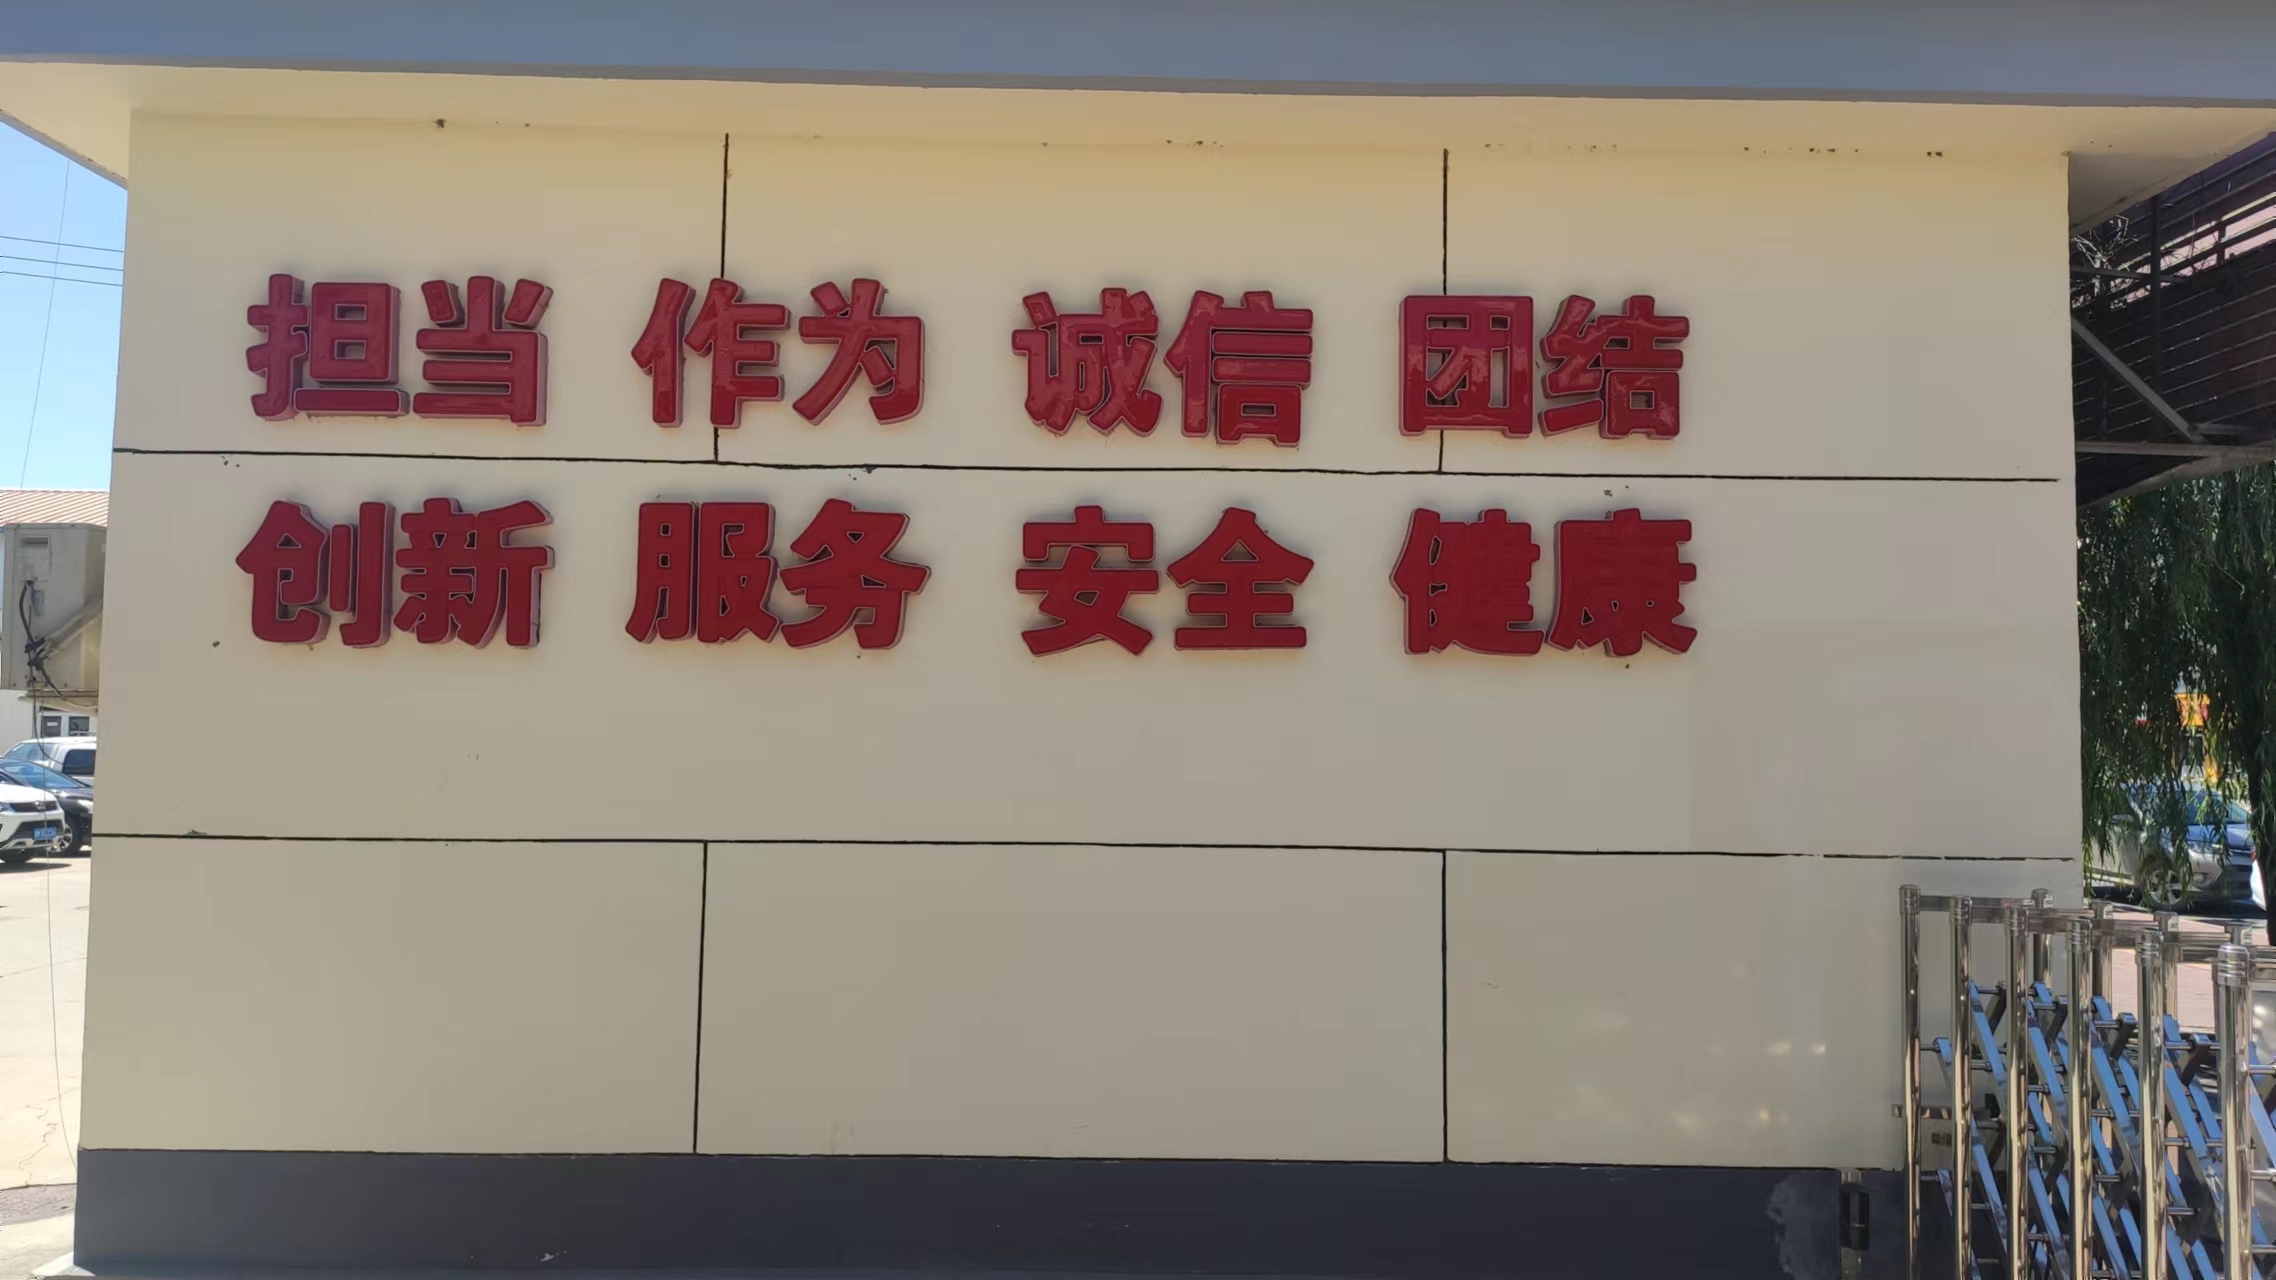 担当 作为 诚信 团结
创新 服务 安全 健康